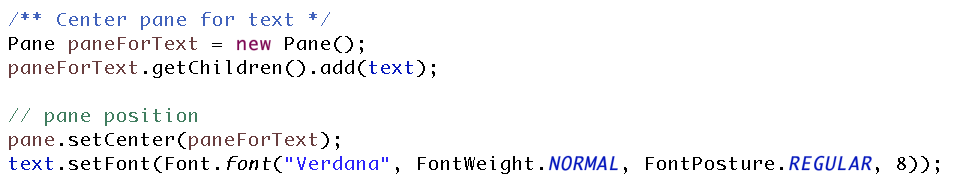 /** Center pane for text */
Pane paneForText = new Pane();
paneForText.getChildren().add(text);
// pane position
pane.setCenter(paneForText);
text.setFont(Font.font("Verdana", FontWeight.NORMAL, FontPosture.REGULAR, 8));